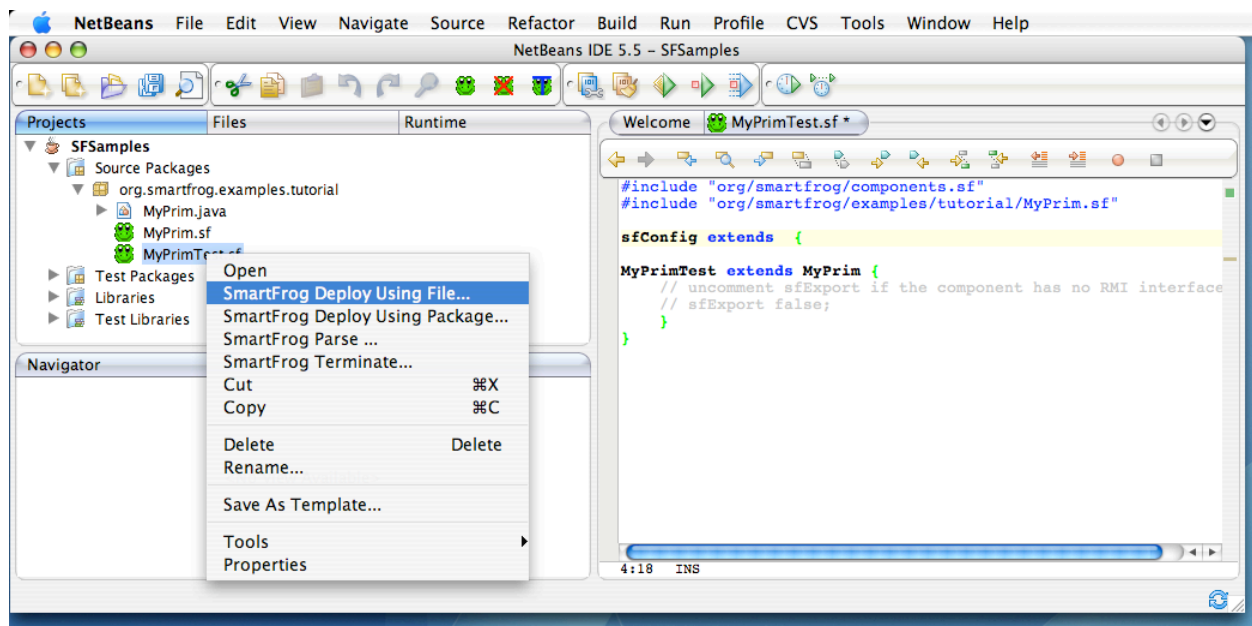 NetBeans File Edit View Navigate Source Refactor Build Run Profile CVS Tools Window Help
NetBeans IDE 5.5 – SFSamples
Projects Files Runtime
SFSamples
Source Packages
org.smartfrog.examples.tutorial
MyPrim.java
MyPrim.sf
MyPrimTest.sf
Test Packages
Libraries
Test Libraries
Open
SmartFrog Deploy Using File...
SmartFrog Deploy Using Package...
SmartFrog Parse ...
SmartFrog Terminate...
Cut ⌘X
Copy ⌘C
Delete Delete
Rename...
Save As Template...
Tools
Properties
Navigator
Welcome MyPrimTest.sf *
#include "org/smartfrog/components.sf"
#include "org/smartfrog/examples/tutorial/MyPrim.sf"
sfConfig extends {
MyPrimTest extends MyPrim {
// uncomment sfExport if the component has no RMI interface
// sfExport false;
}
}
4:18 INS